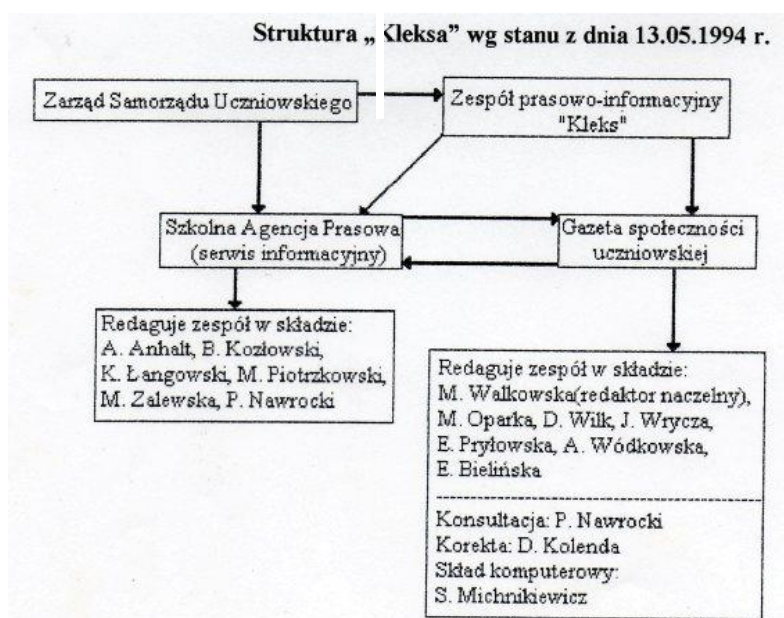 Struktura „Kleksa” wg stanu z dnia 13.05.1994 r.
Zarząd Samorządu Uczniowskiego
Zespół prasowo-informacyjny
"Kleks"
Szkolna Agencja Prasowa
(serwis informacyjny)
Gazeta społeczności
uczniowskiej
Redaguje zespół w składzie:
A. Anhalt, B. Kozłowski,
K. Łangowski, M. Piotrzkowski,
M. Zalewska, P. Nawrocki
Redaguje zespół w składzie:
M. Walkowska(redaktor naczelny),
M. Oparka, D. Wilk, J. Wrycza,
E. Pryłowska, A. Wódkowska,
E. Bielińska
Konsultacja: P. Nawrocki
Korekta: D. Kolenda
Skład komputerowy:
S. Michnikiewicz